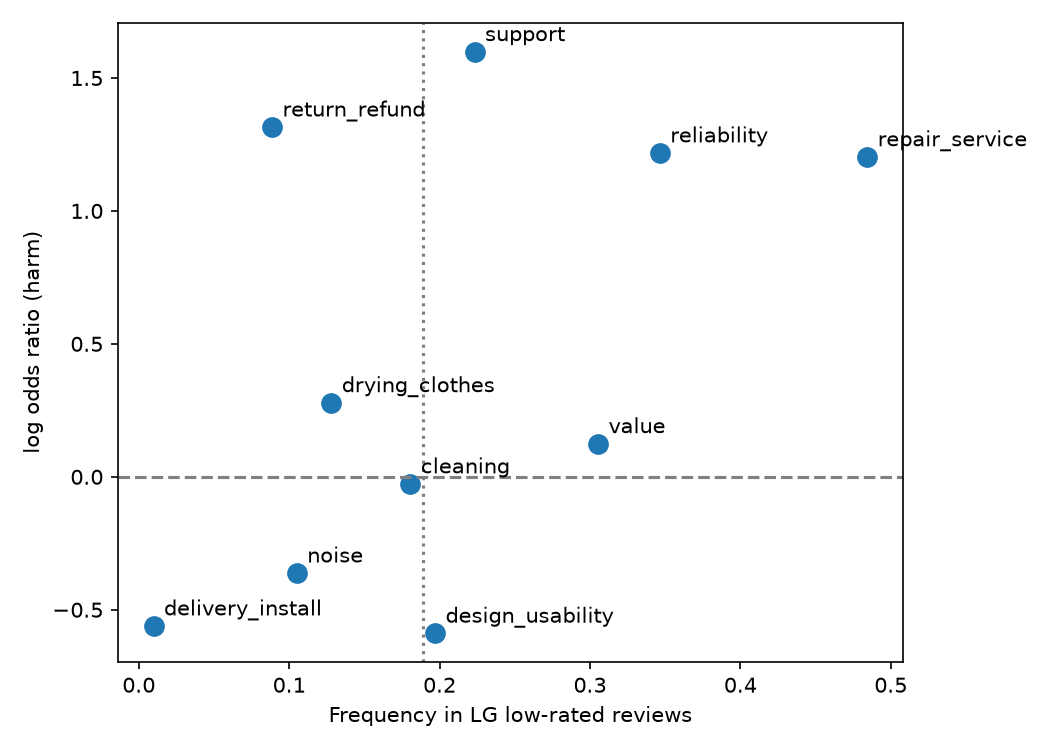 support
return_refund
reliability
repair_service
drying_clothes
value
cleaning
noise
delivery_install
design_usability
1.5
1.0
0.5
0.0
−0.5
log odds ratio (harm)
0.0 0.1 0.2 0.3 0.4 0.5
Frequency in LG low-rated reviews